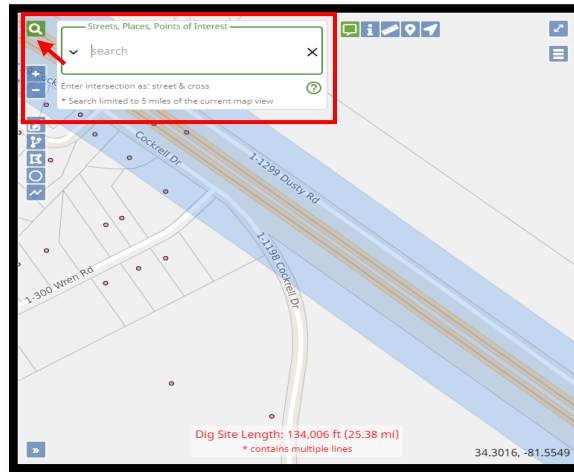 Streets, Places, Points of Interest
search
Enter intersection as: street & cross
* Search limited to 5 miles of the current map view
Cockrell Dr
1-1299 Dusty Rd
1-1198 Cockrell Dr
1-300 Wren Rd
Dig Site Length: 134,006 ft (25.38 mi)
* contains multiple lines
34.3016, -81.5549